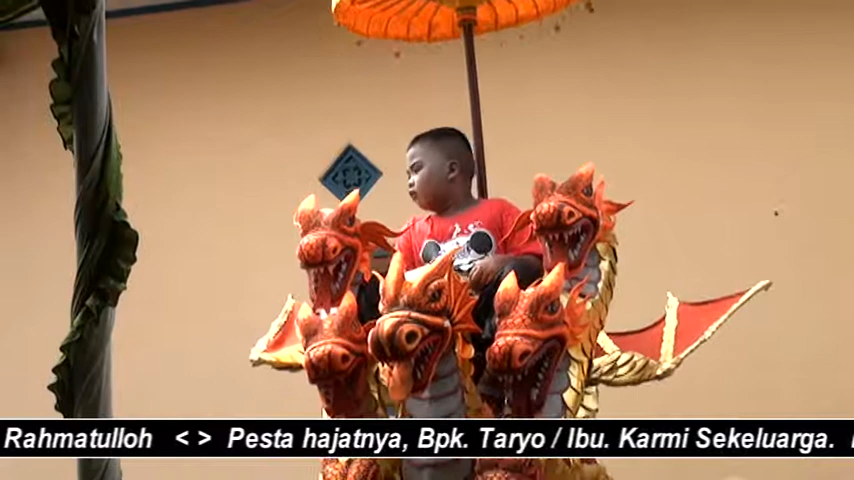 Rahmatulloh <> Pesta hajatnya, Bpk. Taryo / Ibu. Karmi Sekeluarga.